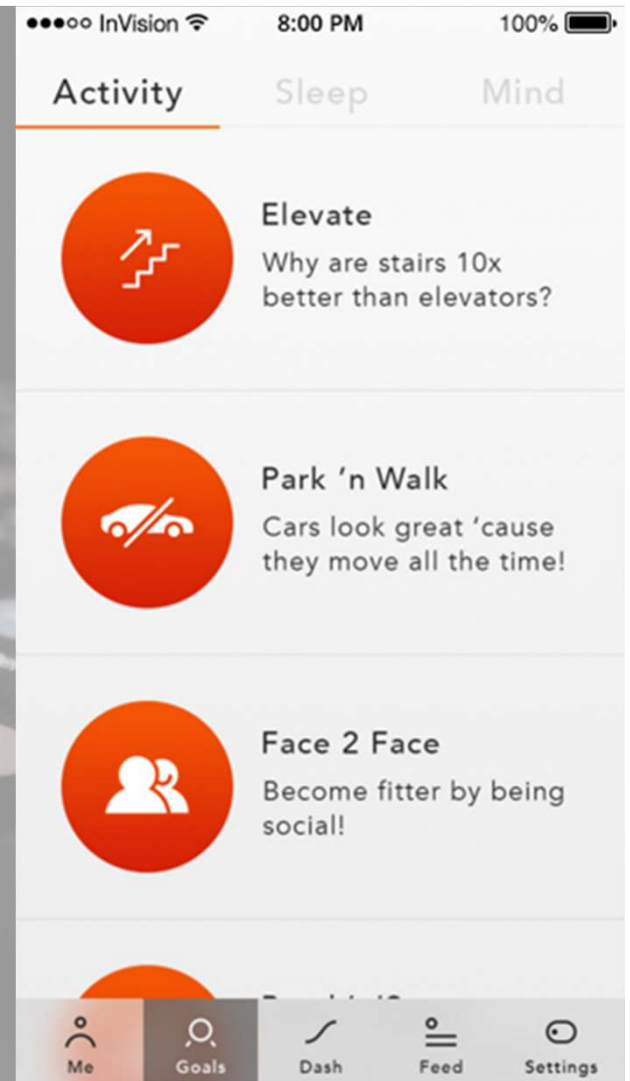 InVision 8:00 PM 100%
Activity Sleep Mind
Elevate
Why are stairs 10x
better than elevators?
Park ‘n Walk
Cars look great ‘cause
they move all the time!
Face 2 Face
Become fitter by being
social!
Me Goals Dash Feed Settings